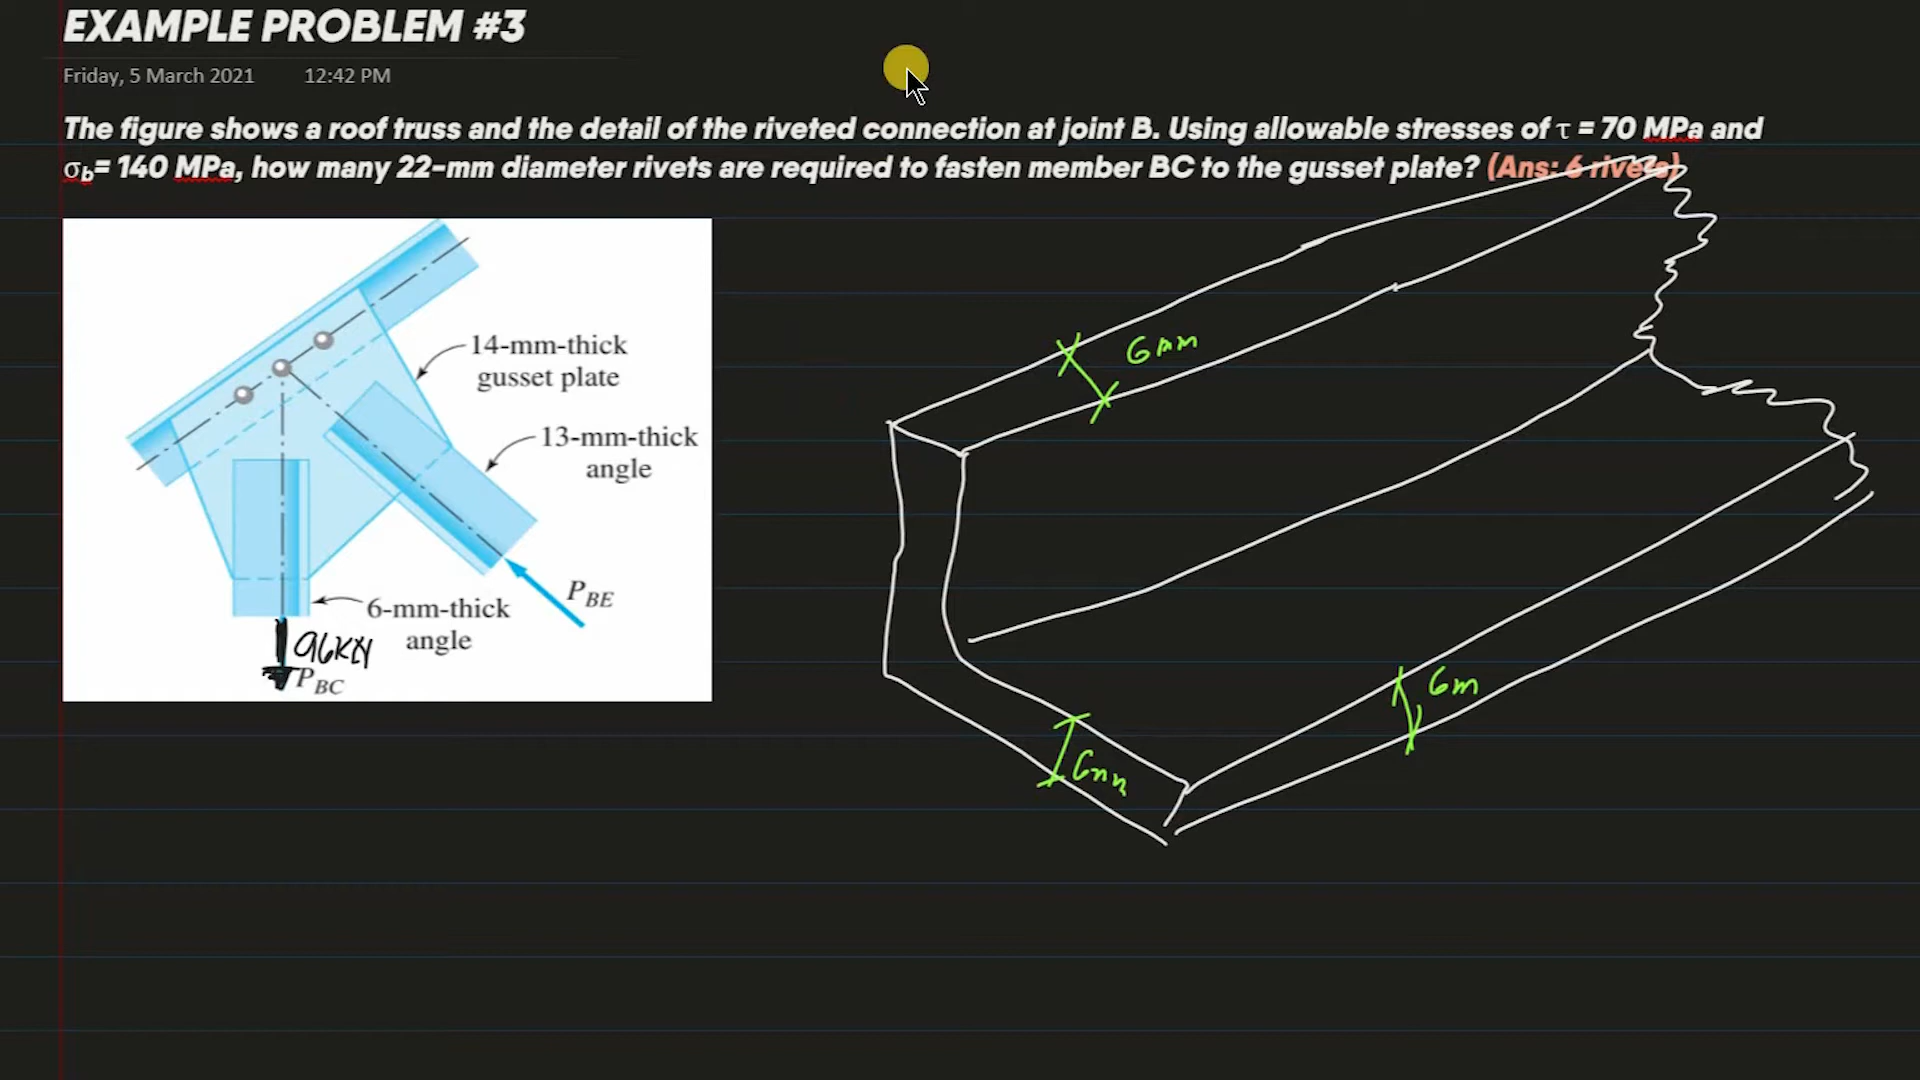 EXAMPLE PROBLEM #3
Friday, 5 March 2021 12:42 PM
The figure shows a roof truss and the detail of the riveted connection at joint B. Using allowable stresses of τ = 70 MPa and
σb= 140 MPa, how many 22-mm diameter rivets are required to fasten member BC to the gusset plate? (Ans: 6 rivets)
14-mm-thick
gusset plate
13-mm-thick
angle
PBE
6-mm-thick
angle
96kN
PBC
6mm
6m
6mm